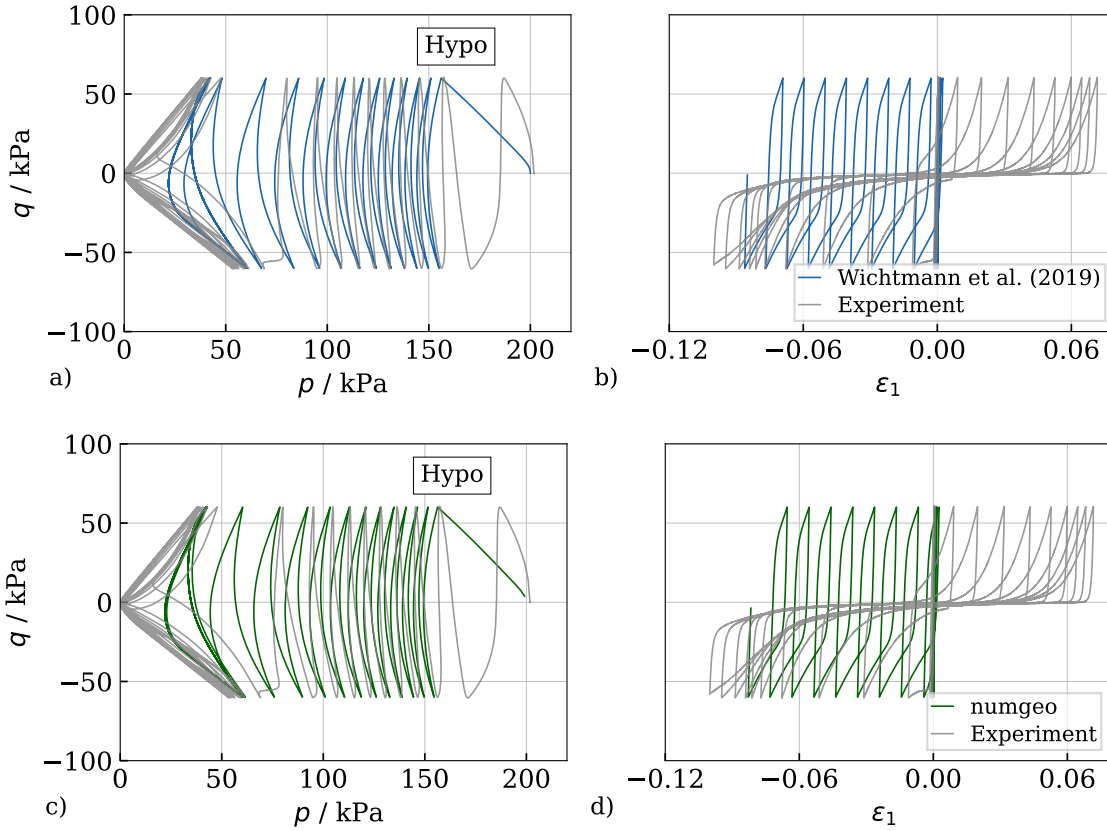 100
50
0
−50
−100
q / kPa
Hypo
0
50
100
150
200
p / kPa
a)
Wichtmann et al. (2019)
Experiment
−0.12
−0.06
0.00
0.06
ε1
b)
100
50
0
−50
−100
q / kPa
Hypo
0
50
100
150
200
p / kPa
c)
numgeo
Experiment
−0.12
−0.06
0.00
0.06
ε1
d)